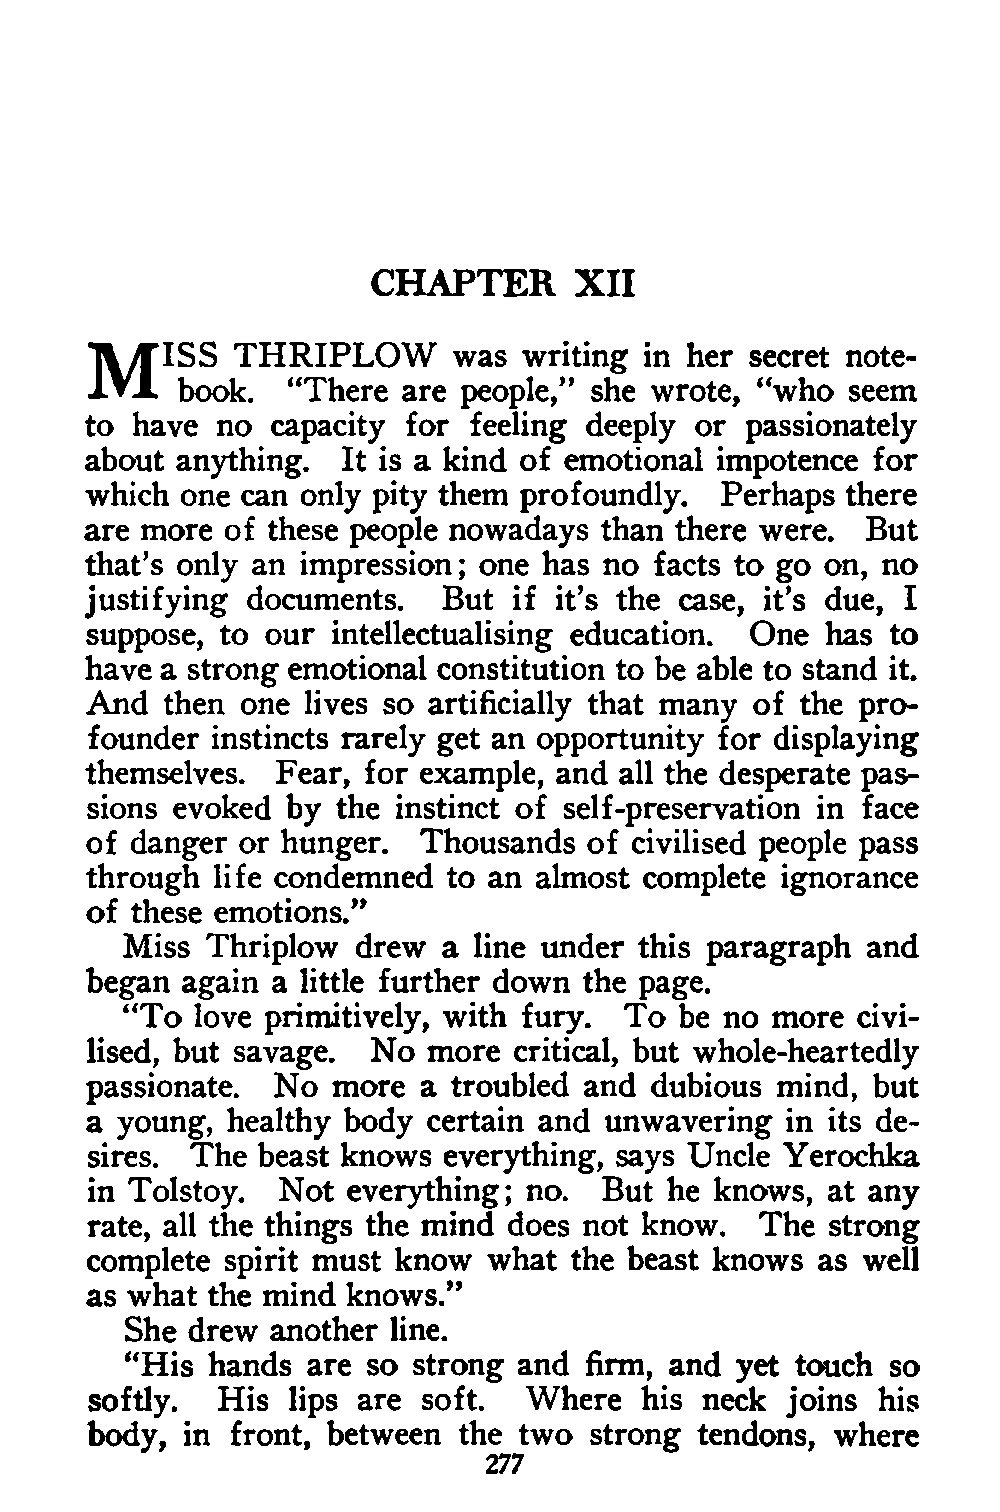 CHAPTER XII
MISS THRIPLOW was writing in her secret note-
book. “There are people,” she wrote, “who seem
to have no capacity for feeling deeply or passionately
about anything. It is a kind of emotional impotence for
which one can only pity them profoundly. Perhaps there
are more of these people nowadays than there were. But
that’s only an impression; one has no facts to go on, no
justifying documents. But if it’s the case, it’s due, I
suppose, to our intellectualising education. One has to
have a strong emotional constitution to be able to stand it.
And then one lives so artificially that many of the pro-
founder instincts rarely get an opportunity for displaying
themselves. Fear, for example, and all the desperate pas-
sions evoked by the instinct of self-preservation in face
of danger or hunger. Thousands of civilised people pass
through life condemned to an almost complete ignorance
of these emotions.”
Miss Thriplow drew a line under this paragraph and
began again a little further down the page.
“To love primitively, with fury. To be no more civi-
lised, but savage. No more critical, but whole-heartedly
passionate. No more a troubled and dubious mind, but
a young, healthy body certain and unwavering in its de-
sires. The beast knows everything, says Uncle Yerochka
in Tolstoy. Not everything; no. But he knows, at any
rate, all the things the mind does not know. The strong
complete spirit must know what the beast knows as well
as what the mind knows.”
She drew another line.
“His hands are so strong and firm, and yet touch so
softly. His lips are soft. Where his neck joins his
body, in front, between the two strong tendons, where
277